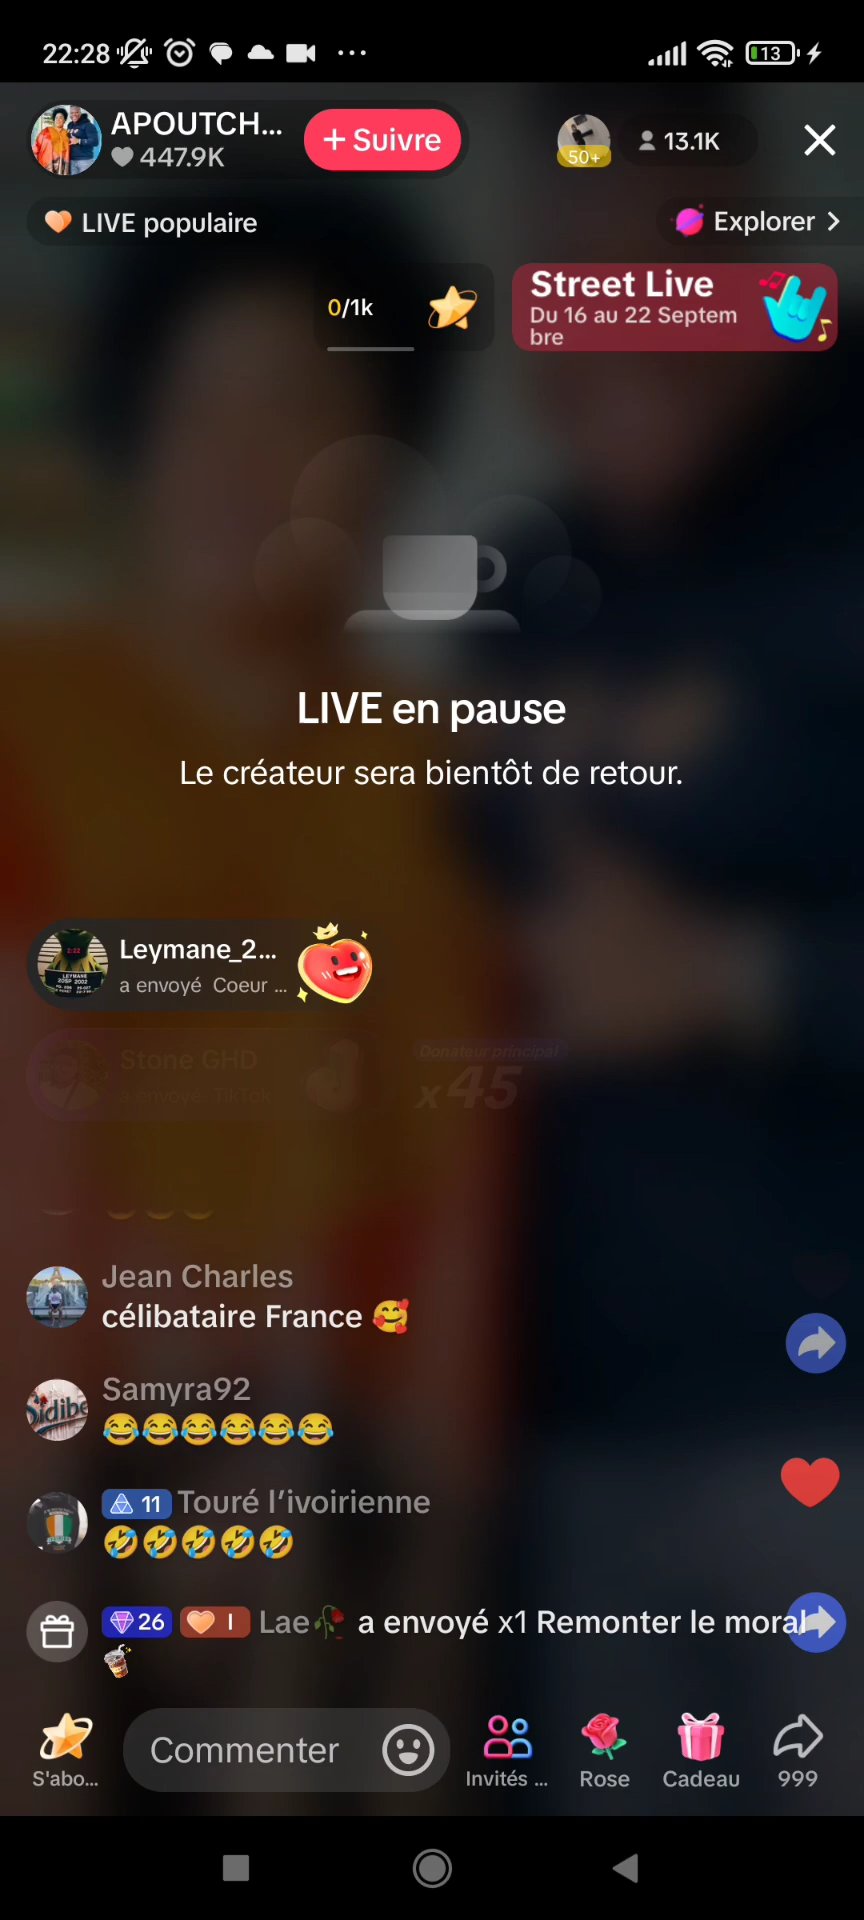 22:28
13
APOUTCH...
447.9K
+ Suivre
50+
13.1K
LIVE populaire
Explorer
0/1k
Street Live
Du 16 au 22 Septem
bre
LIVE en pause
Le créateur sera bientôt de retour.
Leymane_2...
a envoyé Coeur ...
Stone GHD
a envoyé TikTok
Donateur principal
x45
Jean Charles
célibataire France 🥰
Samyra92
😂😂😂😂😂😂
11 Touré l'ivoirienne
🤣🤣🤣🤣🤣
26 I Lae🥀 a envoyé x1 Remonter le moral
Commenter
S'abo...
Invités ...
Rose
Cadeau
999